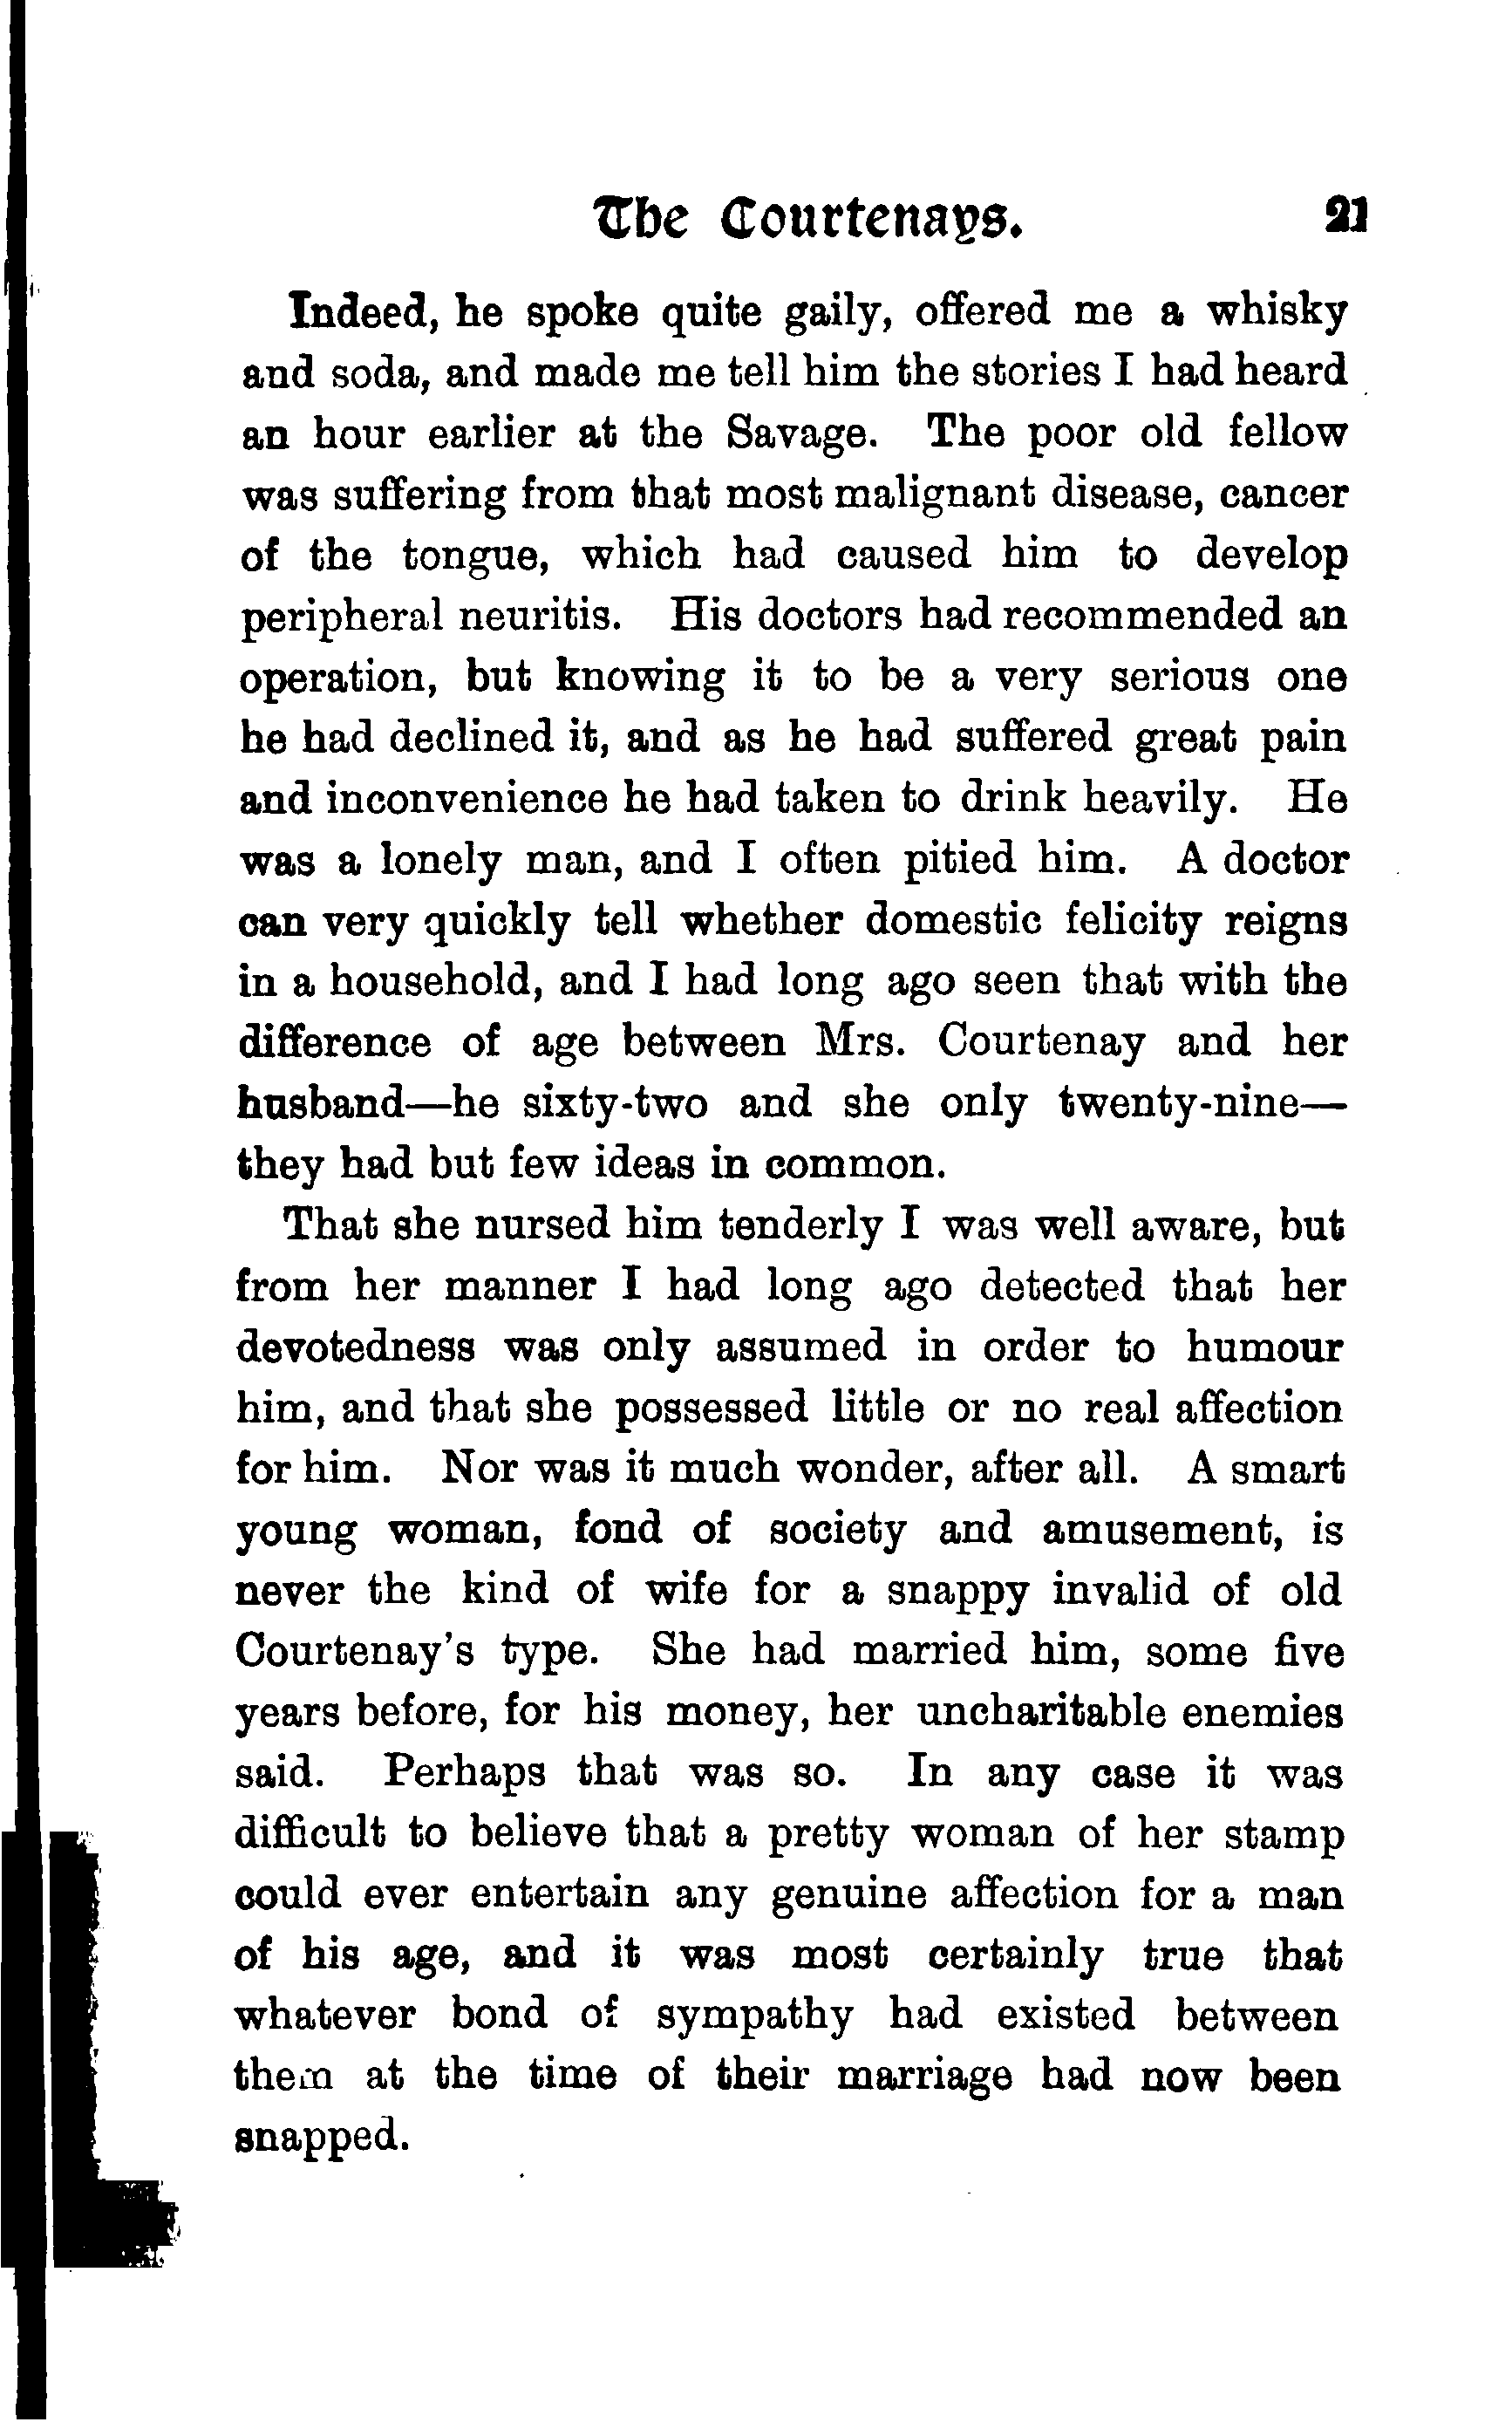 The Courtenays. 21
Indeed, he spoke quite gaily, offered me a whisky
and soda, and made me tell him the stories I had heard
an hour earlier at the Savage. The poor old fellow
was suffering from that most malignant disease, cancer
of the tongue, which had caused him to develop
peripheral neuritis. His doctors had recommended an
operation, but knowing it to be a very serious one
he had declined it, and as he had suffered great pain
and inconvenience he had taken to drink heavily. He
was a lonely man, and I often pitied him. A doctor
can very quickly tell whether domestic felicity reigns
in a household, and I had long ago seen that with the
difference of age between Mrs. Courtenay and her
husband—he sixty-two and she only twenty-nine—
they had but few ideas in common.
That she nursed him tenderly I was well aware, but
from her manner I had long ago detected that her
devotedness was only assumed in order to humour
him, and that she possessed little or no real affection
for him. Nor was it much wonder, after all. A smart
young woman, fond of society and amusement, is
never the kind of wife for a snappy invalid of old
Courtenay's type. She had married him, some five
years before, for his money, her uncharitable enemies
said. Perhaps that was so. In any case it was
difficult to believe that a pretty woman of her stamp
could ever entertain any genuine affection for a man
of his age, and it was most certainly true that
whatever bond of sympathy had existed between
them at the time of their marriage had now been
snapped.